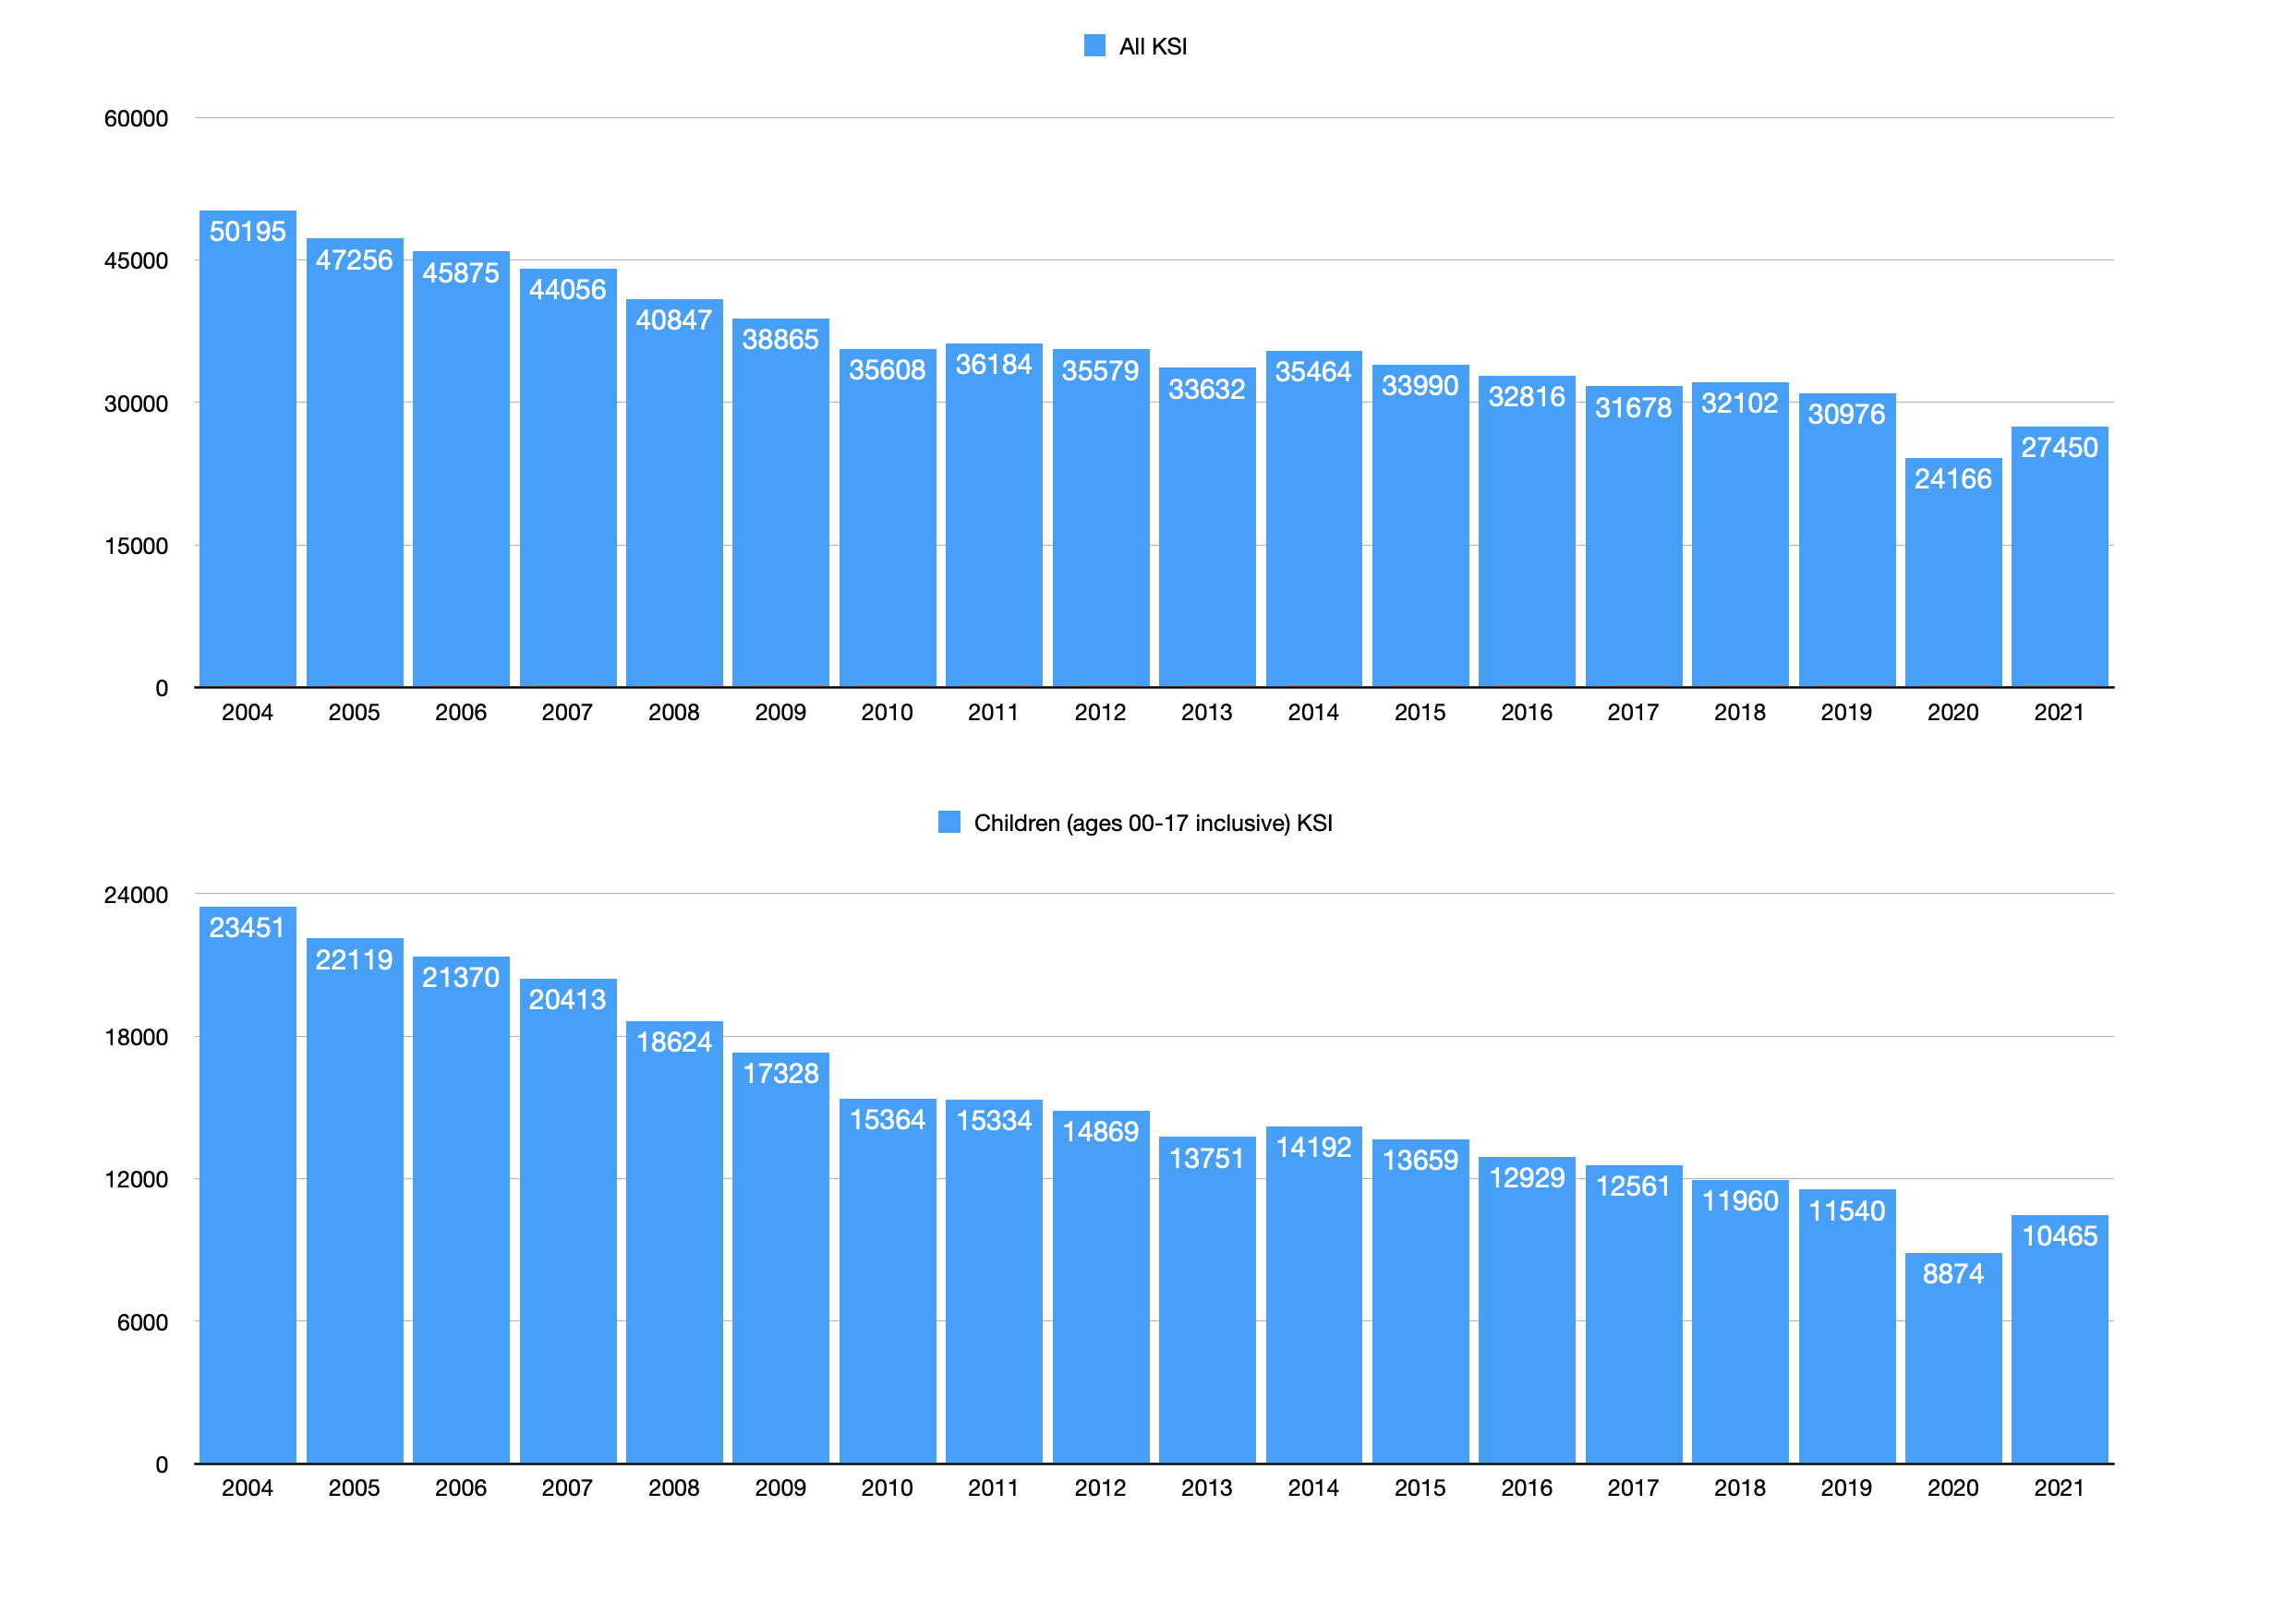 All KSI
60000
45000
30000
15000
0
50195 47256 45875 44056 40847 38865 35608 36184 35579 33632 35464 33990 32816 31678 32102 30976 24166 27450
2004 2005 2006 2007 2008 2009 2010 2011 2012 2013 2014 2015 2016 2017 2018 2019 2020 2021
Children (ages 00-17 inclusive) KSI
24000
18000
12000
6000
0
23451 22119 21370 20413 18624 17328 15364 15334 14869 13751 14192 13659 12929 12561 11960 11540 8874 10465
2004 2005 2006 2007 2008 2009 2010 2011 2012 2013 2014 2015 2016 2017 2018 2019 2020 2021